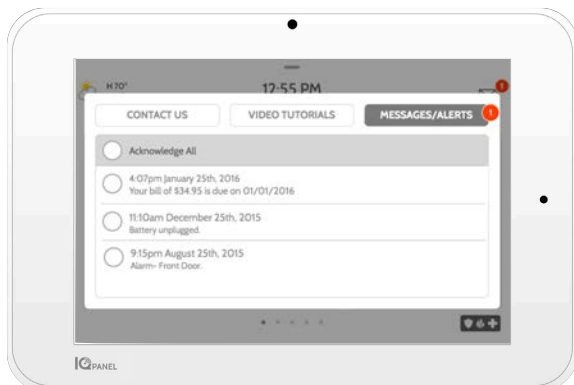 H 70°
12:55 PM
1
CONTACT US
VIDEO TUTORIALS
MESSAGES/ALERTS
1
Acknowledge All
4:07pm January 25th, 2016
Your bill of $34.95 is due on 01/01/2016
11:10am December 25th, 2015
Battery unplugged.
9:15pm August 25th, 2015
Alarm- Front Door.
IQ PANEL